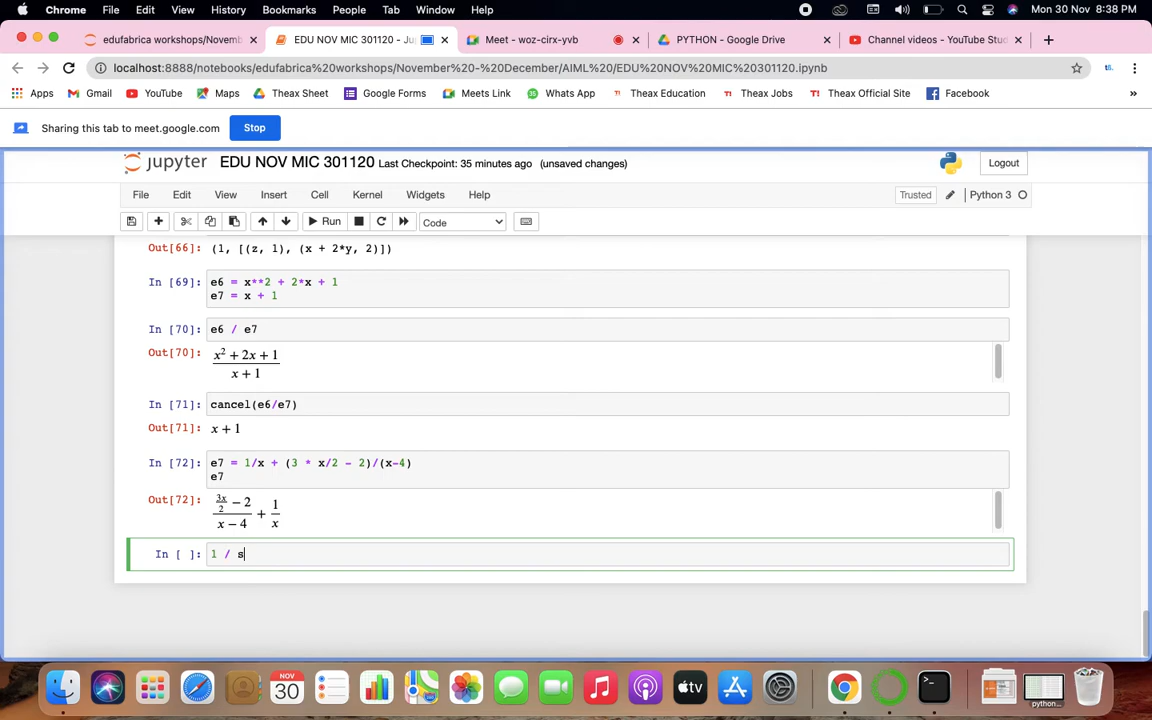 Chrome File Edit View History Bookmarks People Tab Window Help Mon 30 Nov 8:38 PM
edufabrica workshops/Novemb EDU NOV MIC 301120 - Ju Meet - woz-cirx-yvb PYTHON - Google Drive Channel videos - YouTube Stu
localhost:8888/notebooks/edufabrica%20workshops/November%20-%20December/AIML%20/EDU%20NOV%20MIC%20301120.ipynb
Apps Gmail YouTube Maps Theax Sheet Google Forms Meets Link Whats App Theax Education Theax Jobs Theax Official Site Facebook »
Sharing this tab to meet.google.com Stop
jupyter EDU NOV MIC 301120 Last Checkpoint: 35 minutes ago (unsaved changes) Logout
File Edit View Insert Cell Kernel Widgets Help Trusted Python 3
Run Code
Out[66]: (1, [(z, 1), (x + 2*y, 2)])
In [69]: e6 = x**2 + 2*x + 1
e7 = x + 1
In [70]: e6 / e7
Out[70]: x² + 2x + 1
x + 1
In [71]: cancel(e6/e7)
Out[71]: x + 1
In [72]: e7 = 1/x + (3 * x/2 - 2)/(x-4)
e7
Out[72]: 3x/2 − 2
x − 4 + 1/x
In [ ]: 1 / s
NOV
30
python...